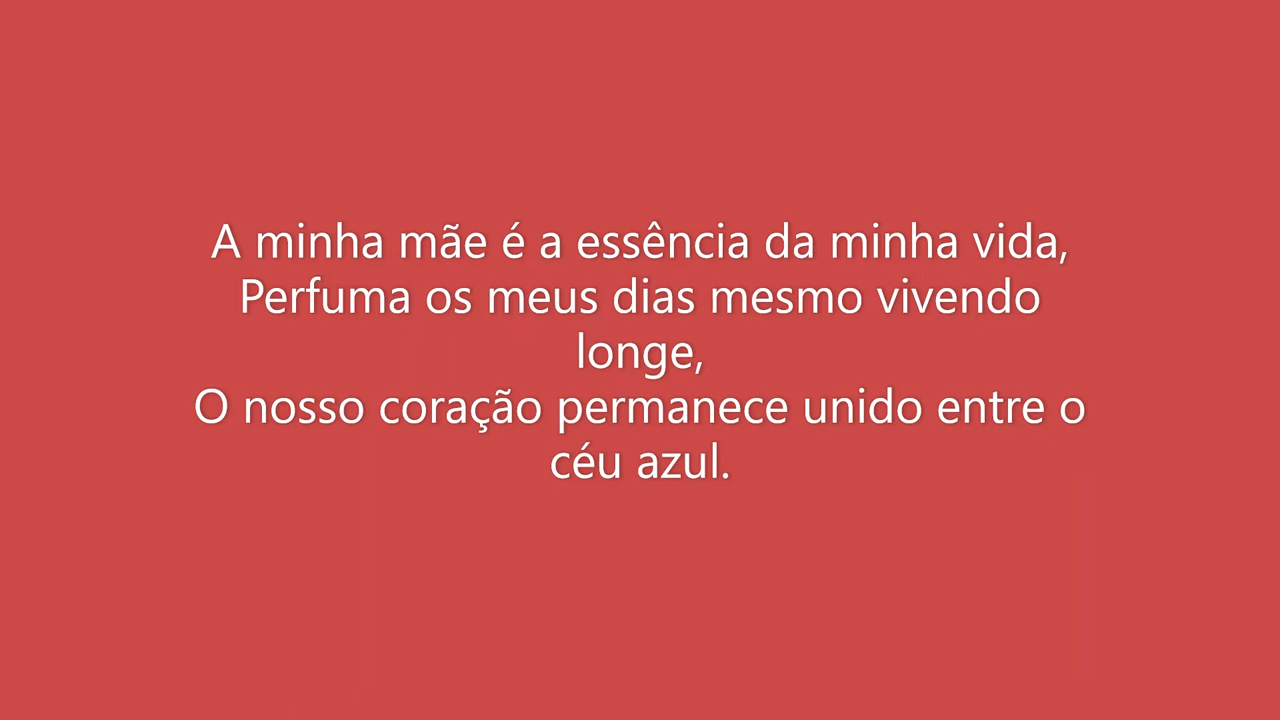 A minha mãe é a essência da minha vida,
Perfuma os meus dias mesmo vivendo
longe,
O nosso coração permanece unido entre o
céu azul.